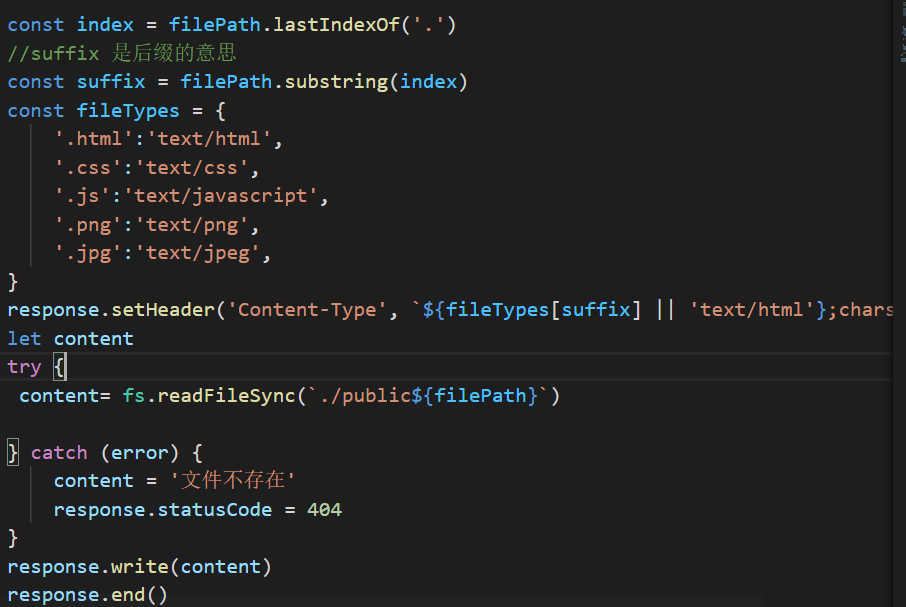 const index = filePath.lastIndexOf('.')
//suffix 是后缀的意思
const suffix = filePath.substring(index)
const fileTypes = {
'.html':'text/html',
'.css':'text/css',
'.js':'text/javascript',
'.png':'text/png',
'.jpg':'text/jpeg',
}
response.setHeader('Content-Type', `${fileTypes[suffix] || 'text/html'};chars
let content
try {
content= fs.readFileSync(`./public${filePath}`)
} catch (error) {
content = '文件不存在'
response.statusCode = 404
}
response.write(content)
response.end()